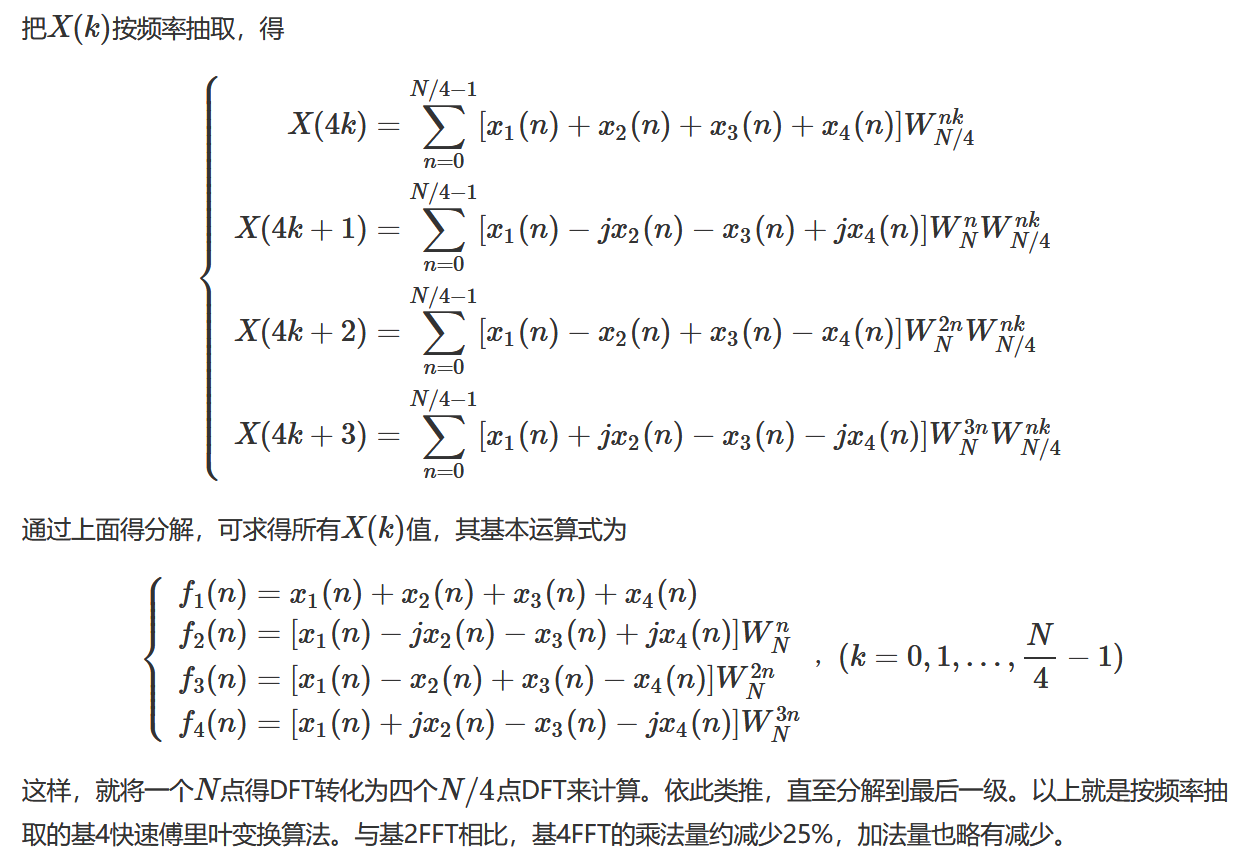 把X(k)按频率抽取，得
X(4k) = \sum_{n=0}^{N/4-1} [x_1(n) + x_2(n) + x_3(n) + x_4(n)]W_{N/4}^{nk}
X(4k + 1) = \sum_{n=0}^{N/4-1} [x_1(n) - jx_2(n) - x_3(n) + jx_4(n)]W_N^n W_{N/4}^{nk}
X(4k + 2) = \sum_{n=0}^{N/4-1} [x_1(n) - x_2(n) + x_3(n) - x_4(n)]W_N^{2n} W_{N/4}^{nk}
X(4k + 3) = \sum_{n=0}^{N/4-1} [x_1(n) + jx_2(n) - x_3(n) - jx_4(n)]W_N^{3n} W_{N/4}^{nk}
通过上面得分解，可求得所有X(k)值，其基本运算式为
f_1(n) = x_1(n) + x_2(n) + x_3(n) + x_4(n)
f_2(n) = [x_1(n) - jx_2(n) - x_3(n) + jx_4(n)]W_N^n
f_3(n) = [x_1(n) - x_2(n) + x_3(n) - x_4(n)]W_N^{2n}
f_4(n) = [x_1(n) + jx_2(n) - x_3(n) - jx_4(n)]W_N^{3n}
，(k = 0, 1, ..., \frac{N}{4} - 1)
这样，就将一个N点得DFT转化为四个N/4点DFT来计算。依此类推，直至分解到最后一级。以上就是按频率抽
取的基4快速傅里叶变换算法。与基2FFT相比，基4FFT的乘法量约减少25%，加法量也略有减少。